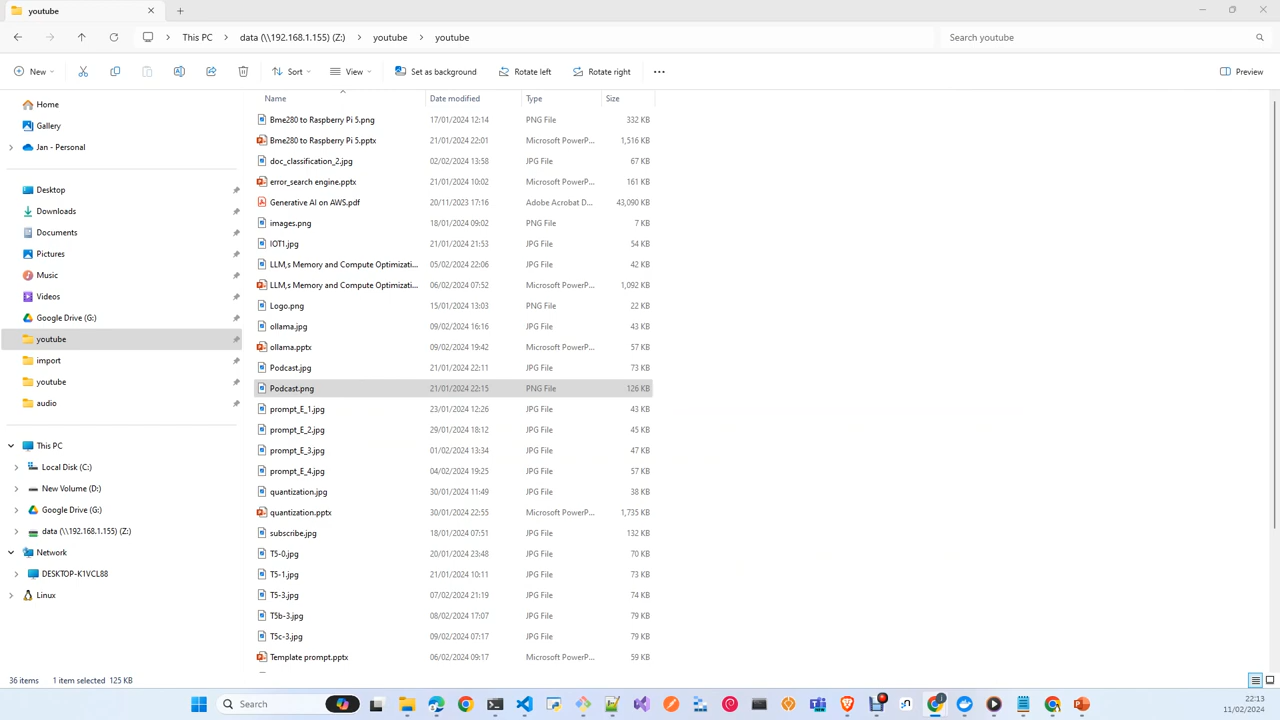 youtube
This PC > data (\\192.168.1.155) (Z:) > youtube > youtube
Search youtube
New
Sort
View
Set as background
Rotate left
Rotate right
Preview
Home
Gallery
Jan - Personal
Desktop
Downloads
Documents
Pictures
Music
Videos
Google Drive (G:)
youtube
import
youtube
audio
This PC
Local Disk (C:)
New Volume (D:)
Google Drive (G:)
data (\\192.168.1.155) (Z:)
Network
DESKTOP-K1VCL88
Linux
Name Date modified Type Size
Bme280 to Raspberry Pi 5.png 17/01/2024 12:14 PNG File 332 KB
Bme280 to Raspberry Pi 5.pptx 21/01/2024 22:01 Microsoft PowerP... 1,516 KB
doc_classification_2.jpg 02/02/2024 13:58 JPG File 67 KB
error_search engine.pptx 21/01/2024 10:02 Microsoft PowerP... 161 KB
Generative AI on AWS.pdf 20/11/2023 17:16 Adobe Acrobat D... 43,090 KB
images.png 18/01/2024 09:02 PNG File 7 KB
IOT1.jpg 21/01/2024 21:53 JPG File 54 KB
LLM,s Memory and Compute Optimizati... 05/02/2024 22:06 JPG File 42 KB
LLM,s Memory and Compute Optimizati... 06/02/2024 07:52 Microsoft PowerP... 1,092 KB
Logo.png 15/01/2024 13:03 PNG File 22 KB
ollama.jpg 09/02/2024 16:16 JPG File 43 KB
ollama.pptx 09/02/2024 19:42 Microsoft PowerP... 57 KB
Podcast.jpg 21/01/2024 22:11 JPG File 73 KB
Podcast.png 21/01/2024 22:15 PNG File 126 KB
prompt_E_1.jpg 23/01/2024 12:26 JPG File 43 KB
prompt_E_2.jpg 29/01/2024 18:12 JPG File 45 KB
prompt_E_3.jpg 01/02/2024 13:34 JPG File 47 KB
prompt_E_4.jpg 04/02/2024 19:25 JPG File 57 KB
quantization.jpg 30/01/2024 11:49 JPG File 38 KB
quantization.pptx 30/01/2024 22:55 Microsoft PowerP... 1,735 KB
subscribe.jpg 18/01/2024 07:51 JPG File 132 KB
T5-0.jpg 20/01/2024 23:48 JPG File 70 KB
T5-1.jpg 21/01/2024 10:11 JPG File 73 KB
T5-3.jpg 07/02/2024 21:19 JPG File 74 KB
T5b-3.jpg 08/02/2024 17:07 JPG File 79 KB
T5c-3.jpg 09/02/2024 07:17 JPG File 79 KB
Template prompt.pptx 06/02/2024 09:17 Microsoft PowerP... 59 KB
36 items 1 item selected 125 KB
Search
22:13
11/02/2024